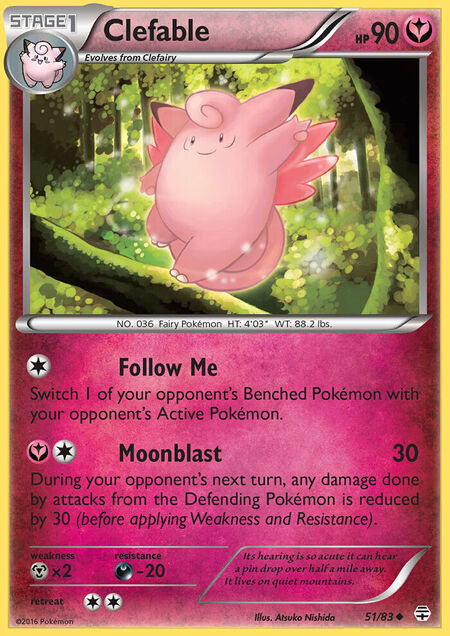 STAGE1
Clefable
HP90
Evolves from Clefairy
NO. 036 Fairy Pokémon HT: 4'03" WT: 88.2 lbs.
Follow Me
Switch 1 of your opponent's Benched Pokémon with
your opponent's Active Pokémon.
Moonblast 30
During your opponent's next turn, any damage done
by attacks from the Defending Pokémon is reduced
by 30 (before applying Weakness and Resistance).
weakness resistance
×2 -20
Its hearing is so acute it can hear
a pin drop over half a mile away.
It lives on quiet mountains.
retreat
©2016 Pokémon Illus. Atsuko Nishida 51/83